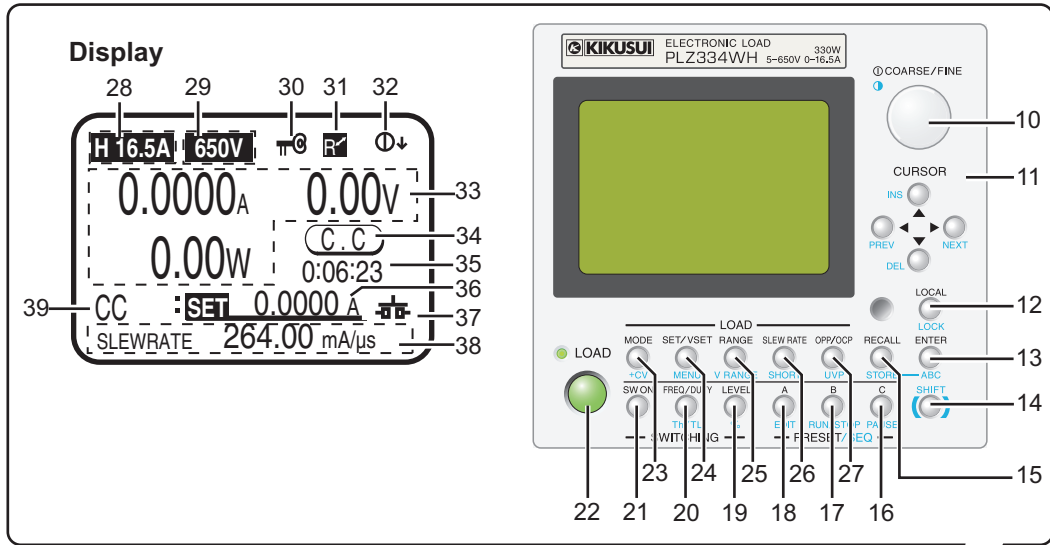 Display
28 29 30 31 32
H 16.5A 650V
0.0000A 0.00V
33
C.C
34
0.00W
0:06:23
35
39
CC :SET 0.0000 A
36
37
SLEWRATE 264.00 mA/µs
38
KIKUSUI
ELECTRONIC LOAD
PLZ334WH
330W
5-650V 0-16.5A
COARSE/FINE
10
CURSOR
11
INS
PREV
NEXT
DEL
LOCAL
12
LOCK
LOAD
MODE SET/VSET RANGE SLEW RATE OPP/OCP RECALL ENTER
13
LOAD
+CV MENU V RANGE SHORT UVP STORE ABC
SW ON FREQ/DUTY LEVEL A B C SHIFT
14
EDIT RUN/STOP PAUSE
SWITCHING PRESET/SEQ
23 24 25 26 27 15
22 21 20 19 18 17 16